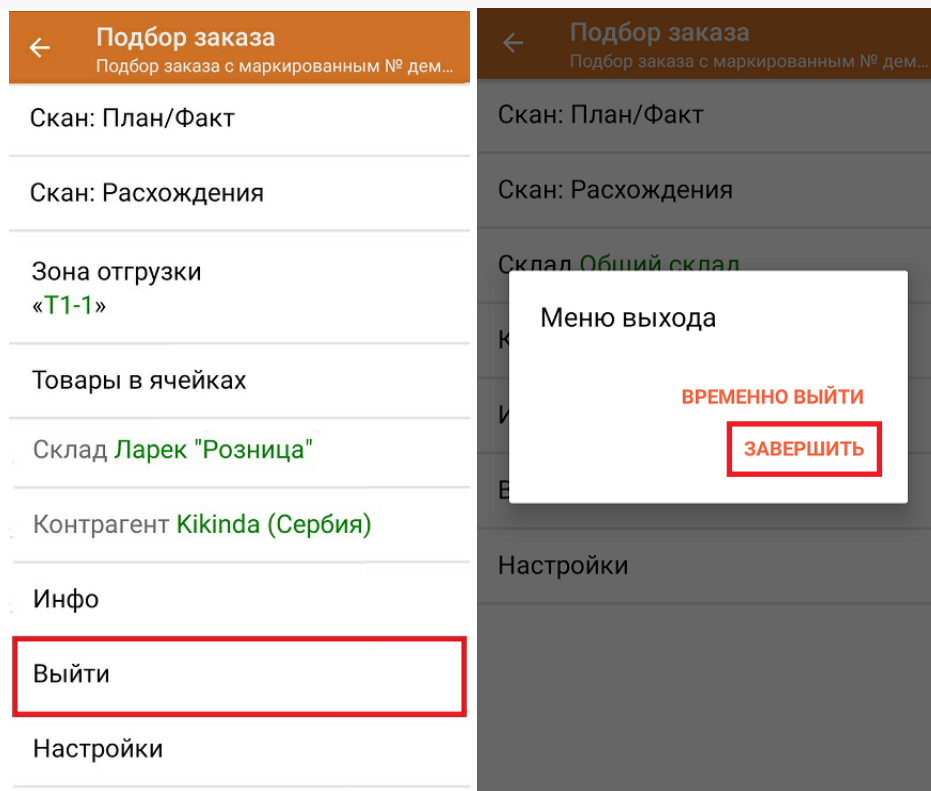 Подбор заказа
Подбор заказа с маркированным № дем...
Скан: План/Факт
Скан: Расхождения
Зона отгрузки
«Т1-1»
Товары в ячейках
Склад Ларек "Розница"
Контрагент Kikinda (Сербия)
Инфо
Выйти
Настройки
Подбор заказа
Подбор заказа с маркированным № дем...
Скан: План/Факт
Скан: Расхождения
Склад Общий склад
Меню выхода
ВРЕМЕННО ВЫЙТИ
ЗАВЕРШИТЬ
Настройки